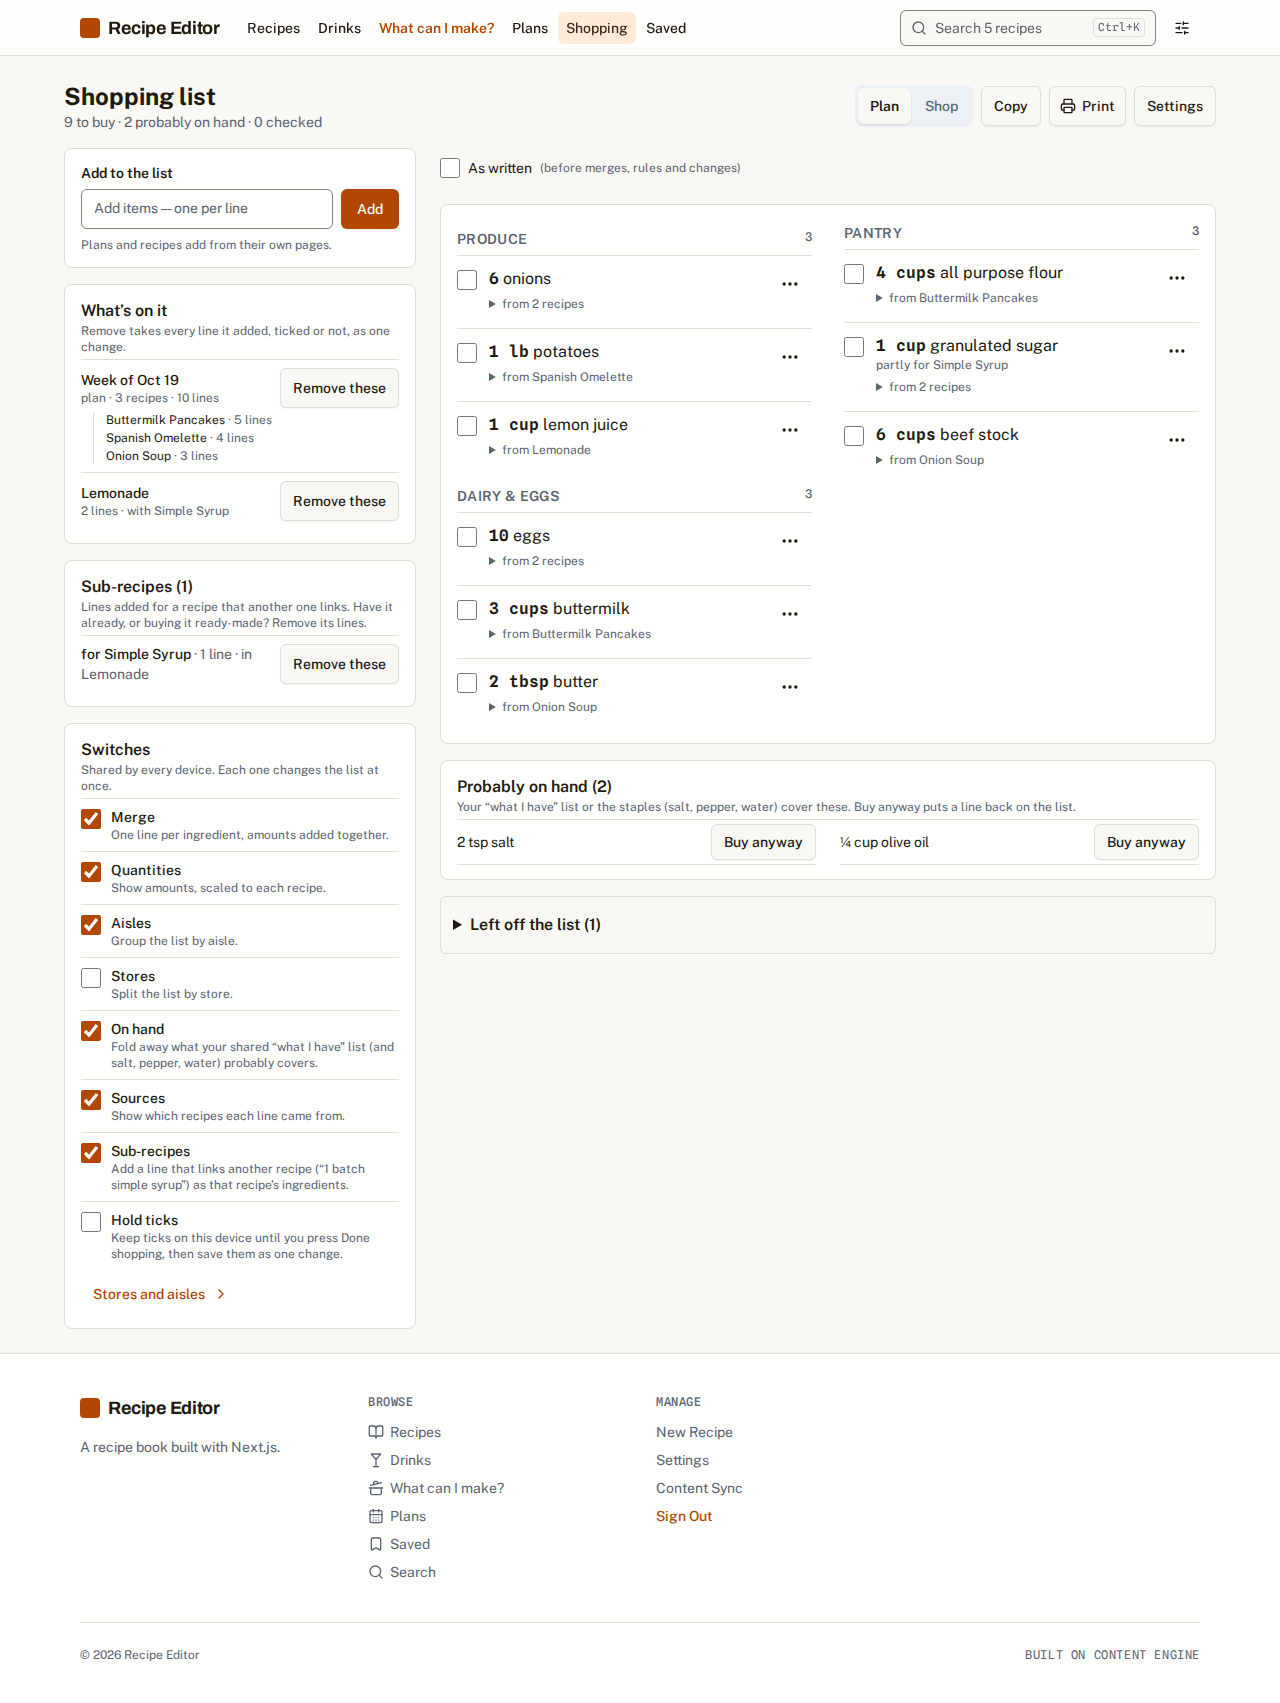 Recipe Editor
Recipes
Drinks
What can I make?
Plans
Shopping
Saved
Search 5 recipes
Ctrl+K
Shopping list
9 to buy · 2 probably on hand · 0 checked
Plan
Shop
Copy
Print
Settings
Add to the list
Add items — one per line
Add
Plans and recipes add from their own pages.
What’s on it
Remove takes every line it added, ticked or not, as one
change.
Week of Oct 19
plan · 3 recipes · 10 lines
Remove these
Buttermilk Pancakes · 5 lines
Spanish Omelette · 4 lines
Onion Soup · 3 lines
Lemonade
2 lines · with Simple Syrup
Remove these
Sub-recipes (1)
Lines added for a recipe that another one links. Have it
already, or buying it ready-made? Remove its lines.
for Simple Syrup · 1 line · in
Lemonade
Remove these
Switches
Shared by every device. Each one changes the list at
once.
Merge
One line per ingredient, amounts added together.
Quantities
Show amounts, scaled to each recipe.
Aisles
Group the list by aisle.
Stores
Split the list by store.
On hand
Fold away what your shared “what I have” list (and
salt, pepper, water) probably covers.
Sources
Show which recipes each line came from.
Sub-recipes
Add a line that links another recipe (“1 batch
simple syrup”) as that recipe’s ingredients.
Hold ticks
Keep ticks on this device until you press Done
shopping, then save them as one change.
Stores and aisles
As written (before merges, rules and changes)
PRODUCE 3
6 onions
from 2 recipes
1 lb potatoes
from Spanish Omelette
1 cup lemon juice
from Lemonade
DAIRY & EGGS 3
10 eggs
from 2 recipes
3 cups buttermilk
from Buttermilk Pancakes
2 tbsp butter
from Onion Soup
PANTRY 3
4 cups all purpose flour
from Buttermilk Pancakes
1 cup granulated sugar
partly for Simple Syrup
from 2 recipes
6 cups beef stock
from Onion Soup
Probably on hand (2)
Your “what I have” list or the staples (salt, pepper, water) cover these. Buy anyway puts a line back on the list.
2 tsp salt
Buy anyway
¼ cup olive oil
Buy anyway
Left off the list (1)
Recipe Editor
A recipe book built with Next.js.
BROWSE
Recipes
Drinks
What can I make?
Plans
Saved
Search
MANAGE
New Recipe
Settings
Content Sync
Sign Out
© 2026 Recipe Editor
BUILT ON CONTENT ENGINE